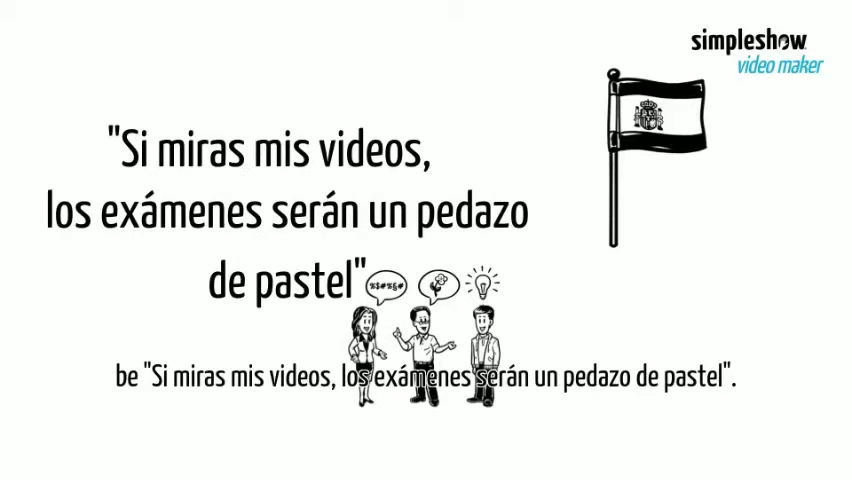 simpleshow
video maker
"Si miras mis videos,
los exámenes serán un pedazo
de pastel"
%$#%§#
be "Si miras mis videos, los exámenes serán un pedazo de pastel".